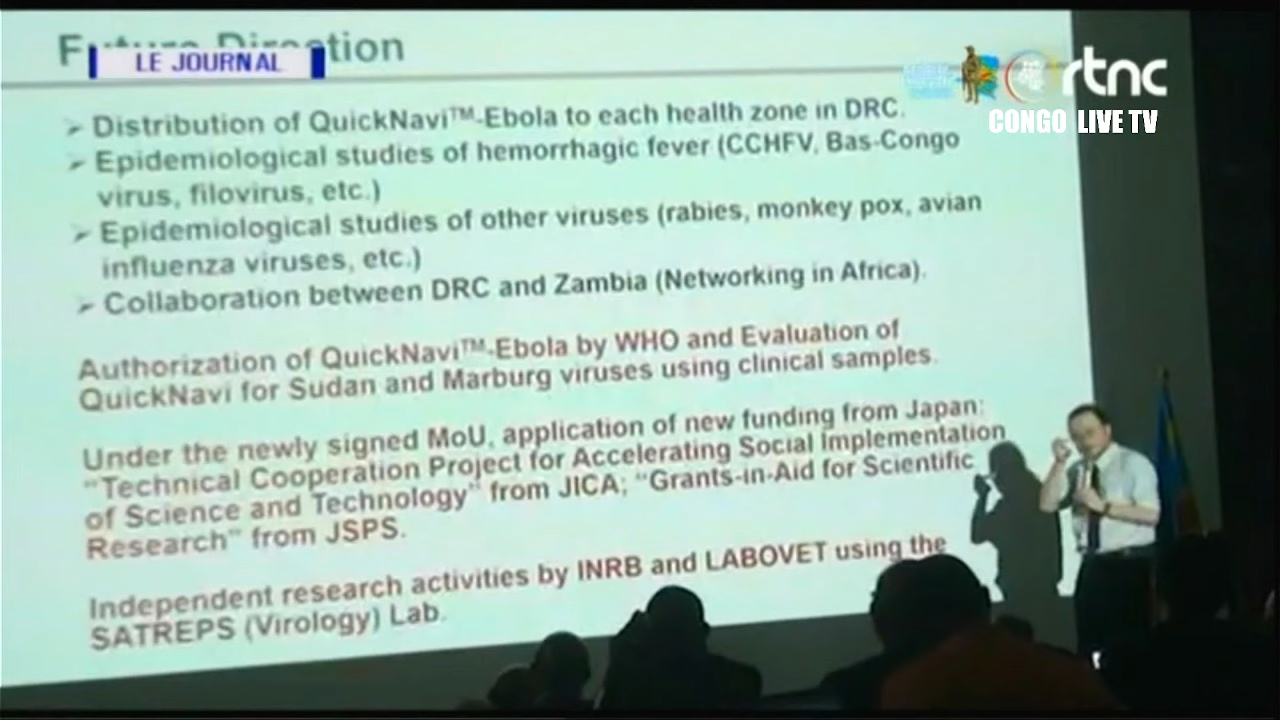 Future Direction
LE JOURNAL
rtnc
CONGO LIVE TV
➢ Distribution of QuickNavi™-Ebola to each health zone in DRC.
➢ Epidemiological studies of hemorrhagic fever (CCHFV, Bas-Congo
virus, filovirus, etc.)
➢ Epidemiological studies of other viruses (rabies, monkey pox, avian
influenza viruses, etc.)
➢ Collaboration between DRC and Zambia (Networking in Africa).
Authorization of QuickNavi™-Ebola by WHO and Evaluation of
QuickNavi for Sudan and Marburg viruses using clinical samples.
Under the newly signed MoU, application of new funding from Japan:
“Technical Cooperation Project for Accelerating Social Implementation
of Science and Technology” from JICA; “Grants-in-Aid for Scientific
Research” from JSPS.
Independent research activities by INRB and LABOVET using the
SATREPS (Virology) Lab.